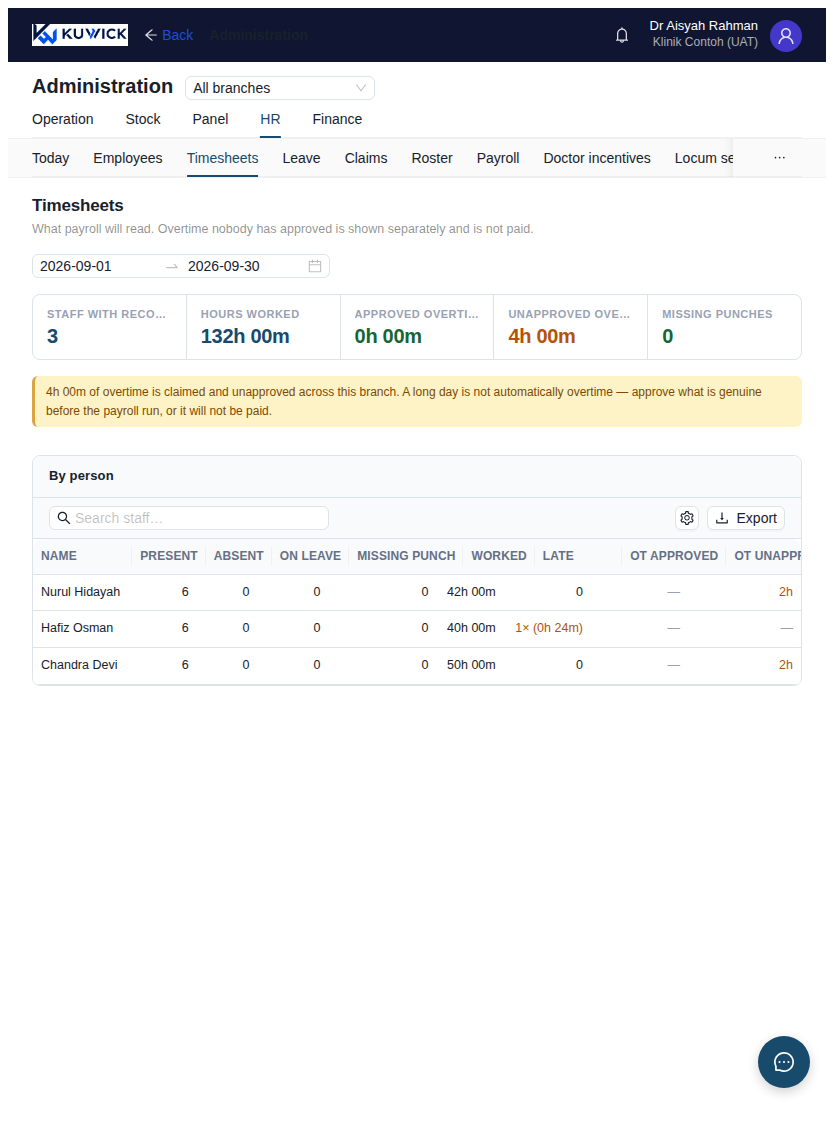 KUWICK
Back
Administration
Dr Aisyah Rahman
Klinik Contoh (UAT)
Administration
All branches
Operation Stock Panel HR Finance
Today Employees Timesheets Leave Claims Roster Payroll Doctor incentives Locum se ...
Timesheets
What payroll will read. Overtime nobody has approved is shown separately and is not paid.
2026-09-01 2026-09-30
STAFF WITH RECO… HOURS WORKED APPROVED OVERTI… UNAPPROVED OVE… MISSING PUNCHES
3 132h 00m 0h 00m 4h 00m 0
4h 00m of overtime is claimed and unapproved across this branch. A long day is not automatically overtime — approve what is genuine
before the payroll run, or it will not be paid.
By person
Search staff… Export
NAME PRESENT ABSENT ON LEAVE MISSING PUNCH WORKED LATE OT APPROVED OT UNAPPR
Nurul Hidayah 6 0 0 0 42h 00m 0 — 2h
Hafiz Osman 6 0 0 0 40h 00m 1× (0h 24m) — —
Chandra Devi 6 0 0 0 50h 00m 0 — 2h